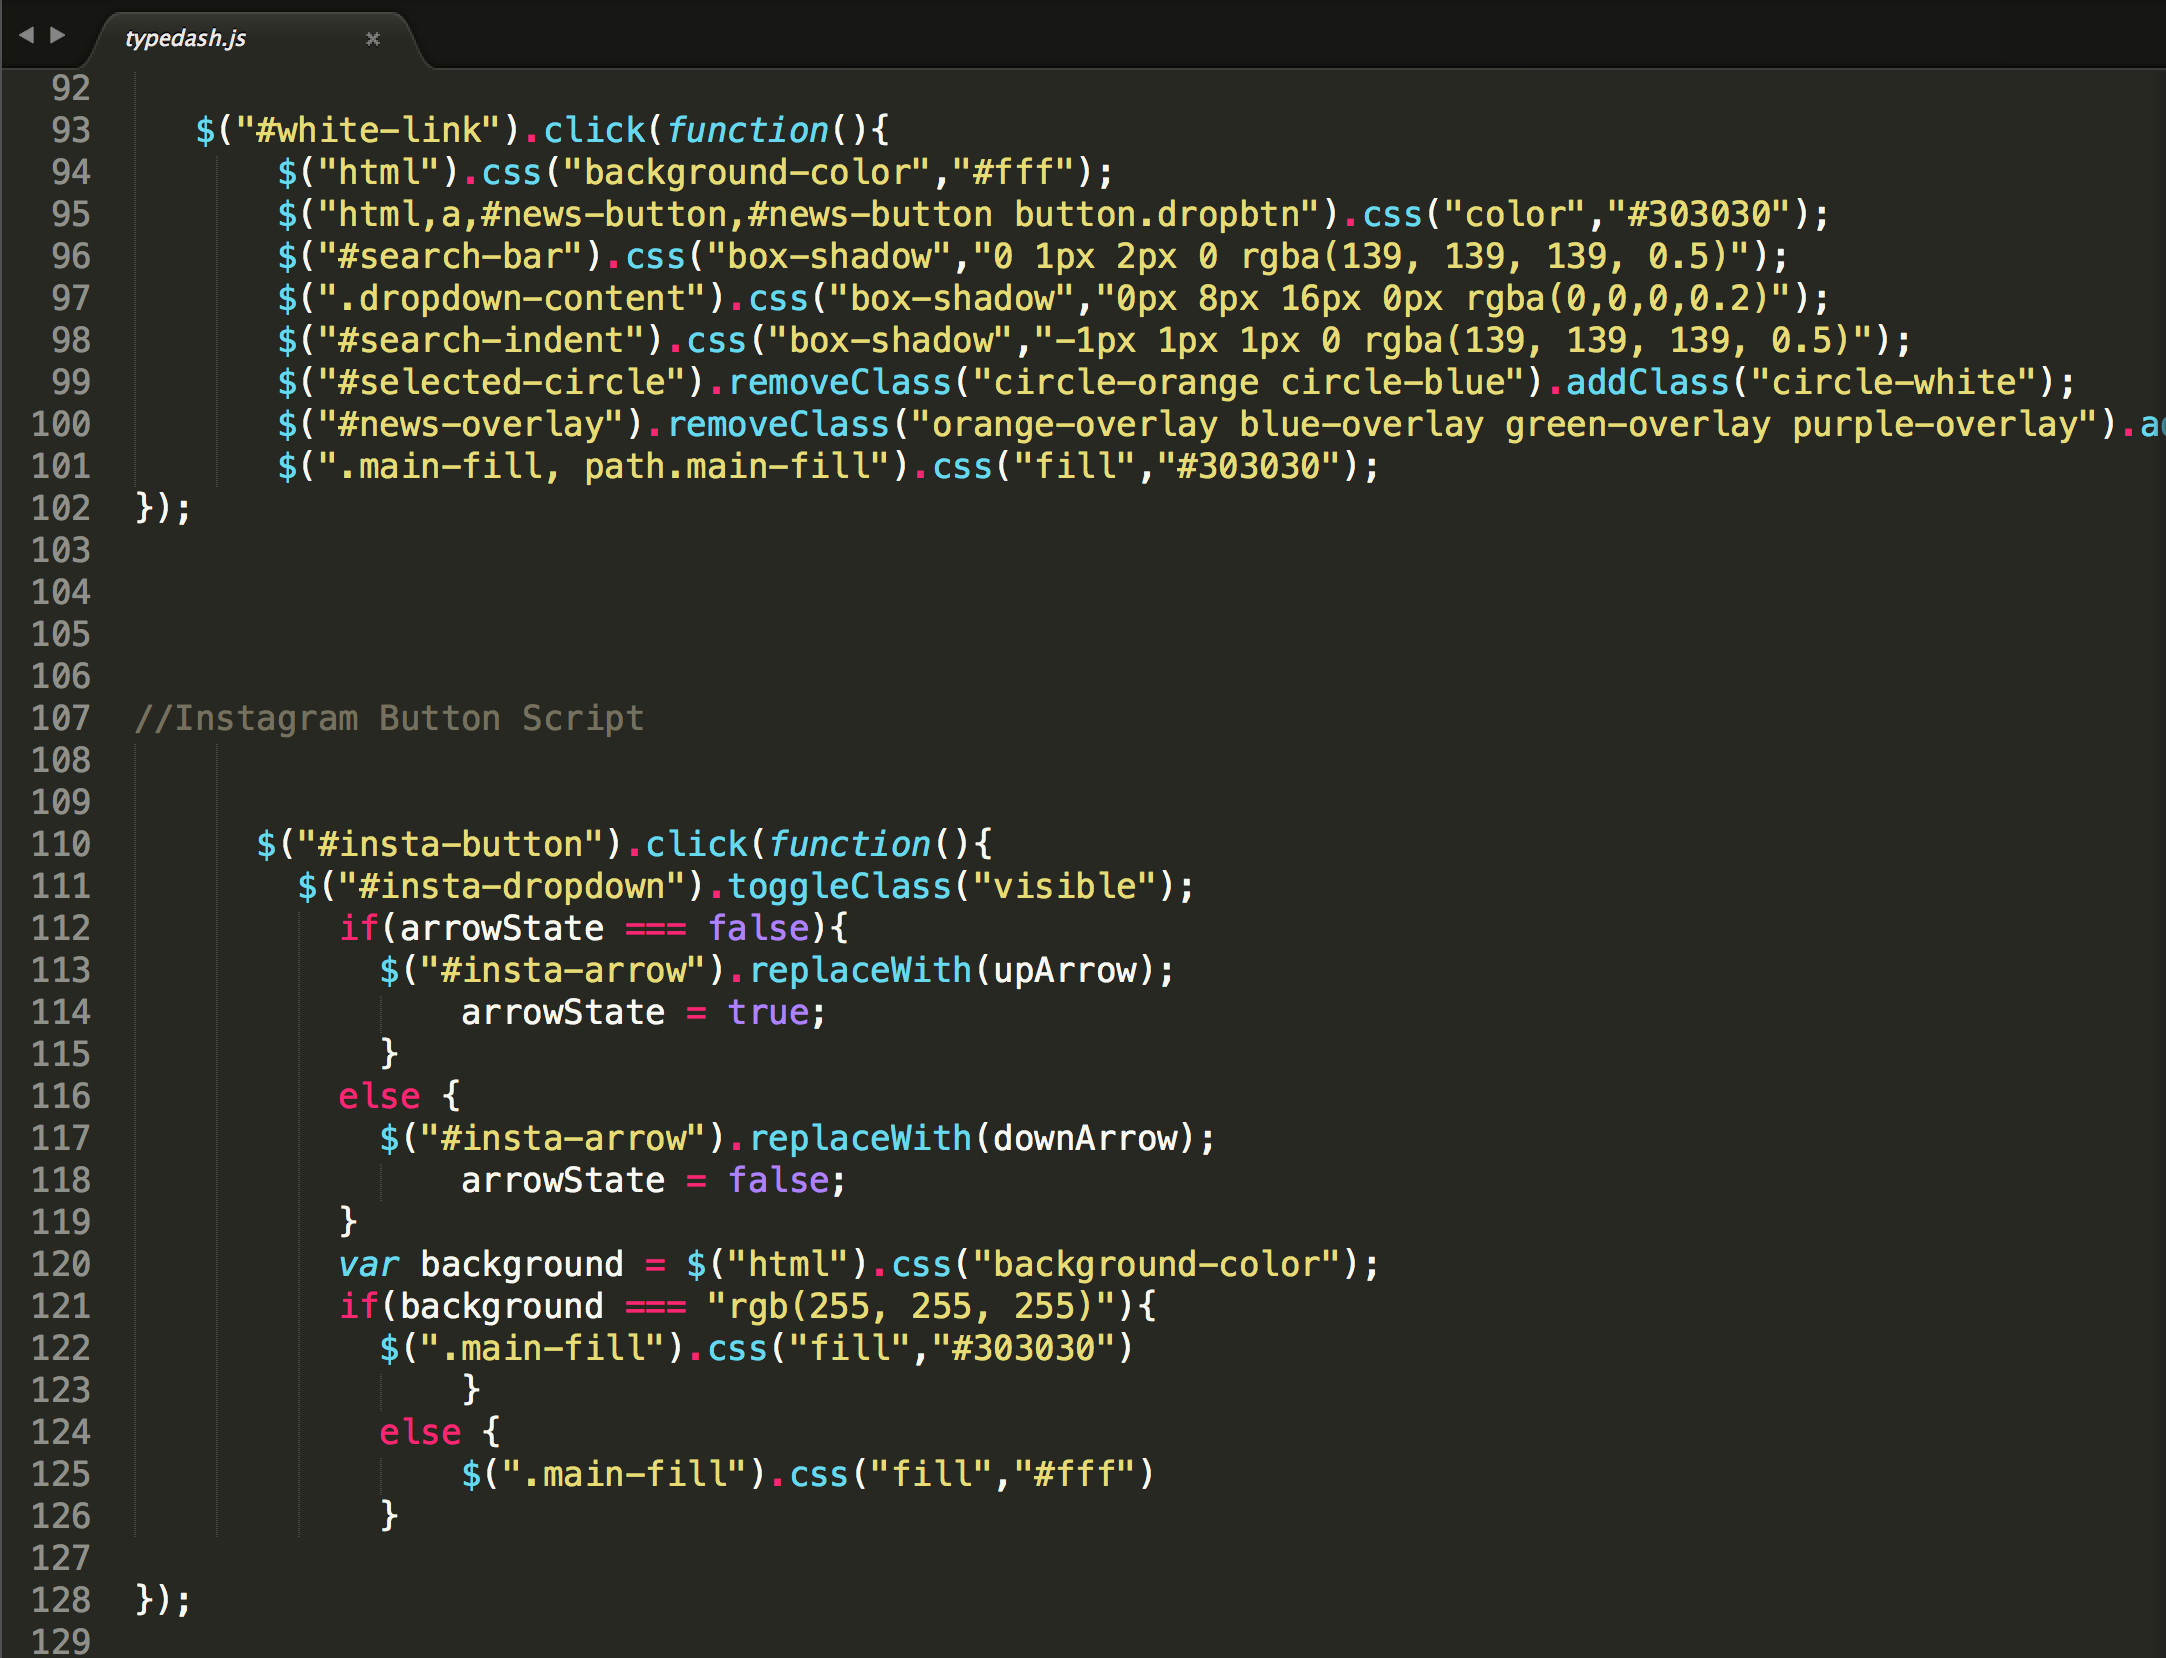 typedash.js
92
93 $("#white-link").click(function(){
94 $("html").css("background-color","#fff");
95 $("html,a,#news-button,#news-button button.dropbtn").css("color","#303030");
96 $("#search-bar").css("box-shadow","0 1px 2px 0 rgba(139, 139, 139, 0.5)");
97 $(".dropdown-content").css("box-shadow","0px 8px 16px 0px rgba(0,0,0,0.2)");
98 $("#search-indent").css("box-shadow","-1px 1px 1px 0 rgba(139, 139, 139, 0.5)");
99 $("#selected-circle").removeClass("circle-orange circle-blue").addClass("circle-white");
100 $("#news-overlay").removeClass("orange-overlay blue-overlay green-overlay purple-overlay").a
101 $(".main-fill, path.main-fill").css("fill","#303030");
102 });
103
104
105
106
107 //Instagram Button Script
108
109
110 $("#insta-button").click(function(){
111 $("#insta-dropdown").toggleClass("visible");
112 if(arrowState === false){
113 $("#insta-arrow").replaceWith(upArrow);
114 arrowState = true;
115 }
116 else {
117 $("#insta-arrow").replaceWith(downArrow);
118 arrowState = false;
119 }
120 var background = $("html").css("background-color");
121 if(background === "rgb(255, 255, 255)"){
122 $(".main-fill").css("fill","#303030")
123 }
124 else {
125 $(".main-fill").css("fill","#fff")
126 }
127
128 });
129